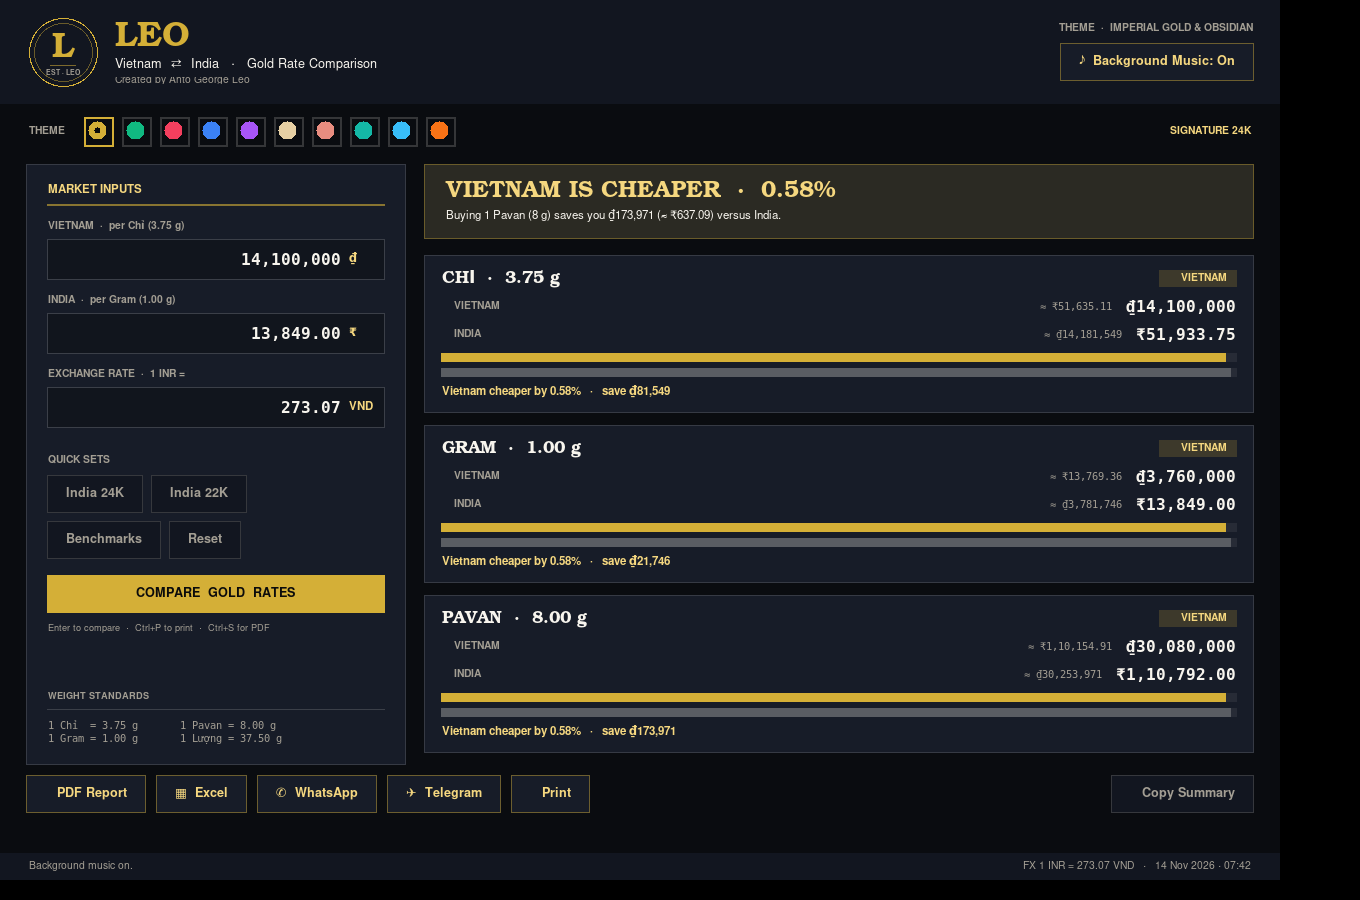 L
EST · LEO
LEO
Vietnam ⇄ India · Gold Rate Comparison
Created by Anto George Leo
THEME · IMPERIAL GOLD & OBSIDIAN
♪ Background Music: On
THEME
SIGNATURE 24K
MARKET INPUTS
VIETNAM · per Chỉ (3.75 g)
14,100,000 ₫
INDIA · per Gram (1.00 g)
13,849.00 ₹
EXCHANGE RATE · 1 INR =
273.07 VND
QUICK SETS
India 24K India 22K
Benchmarks Reset
COMPARE GOLD RATES
Enter to compare · Ctrl+P to print · Ctrl+S for PDF
WEIGHT STANDARDS
1 Chỉ = 3.75 g 1 Pavan = 8.00 g
1 Gram = 1.00 g 1 Lượng = 37.50 g
VIETNAM IS CHEAPER · 0.58%
Buying 1 Pavan (8 g) saves you ₫173,971 (≈ ₹637.09) versus India.
CHỈ · 3.75 g VIETNAM
VIETNAM ≈ ₹51,635.11 ₫14,100,000
INDIA ≈ ₫14,181,549 ₹51,933.75
Vietnam cheaper by 0.58% · save ₫81,549
GRAM · 1.00 g VIETNAM
VIETNAM ≈ ₹13,769.36 ₫3,760,000
INDIA ≈ ₫3,781,746 ₹13,849.00
Vietnam cheaper by 0.58% · save ₫21,746
PAVAN · 8.00 g VIETNAM
VIETNAM ≈ ₹1,10,154.91 ₫30,080,000
INDIA ≈ ₫30,253,971 ₹1,10,792.00
Vietnam cheaper by 0.58% · save ₫173,971
PDF Report ▦ Excel ✆ WhatsApp ✈ Telegram Print Copy Summary
Background music on.
FX 1 INR = 273.07 VND · 14 Nov 2026 · 07:42